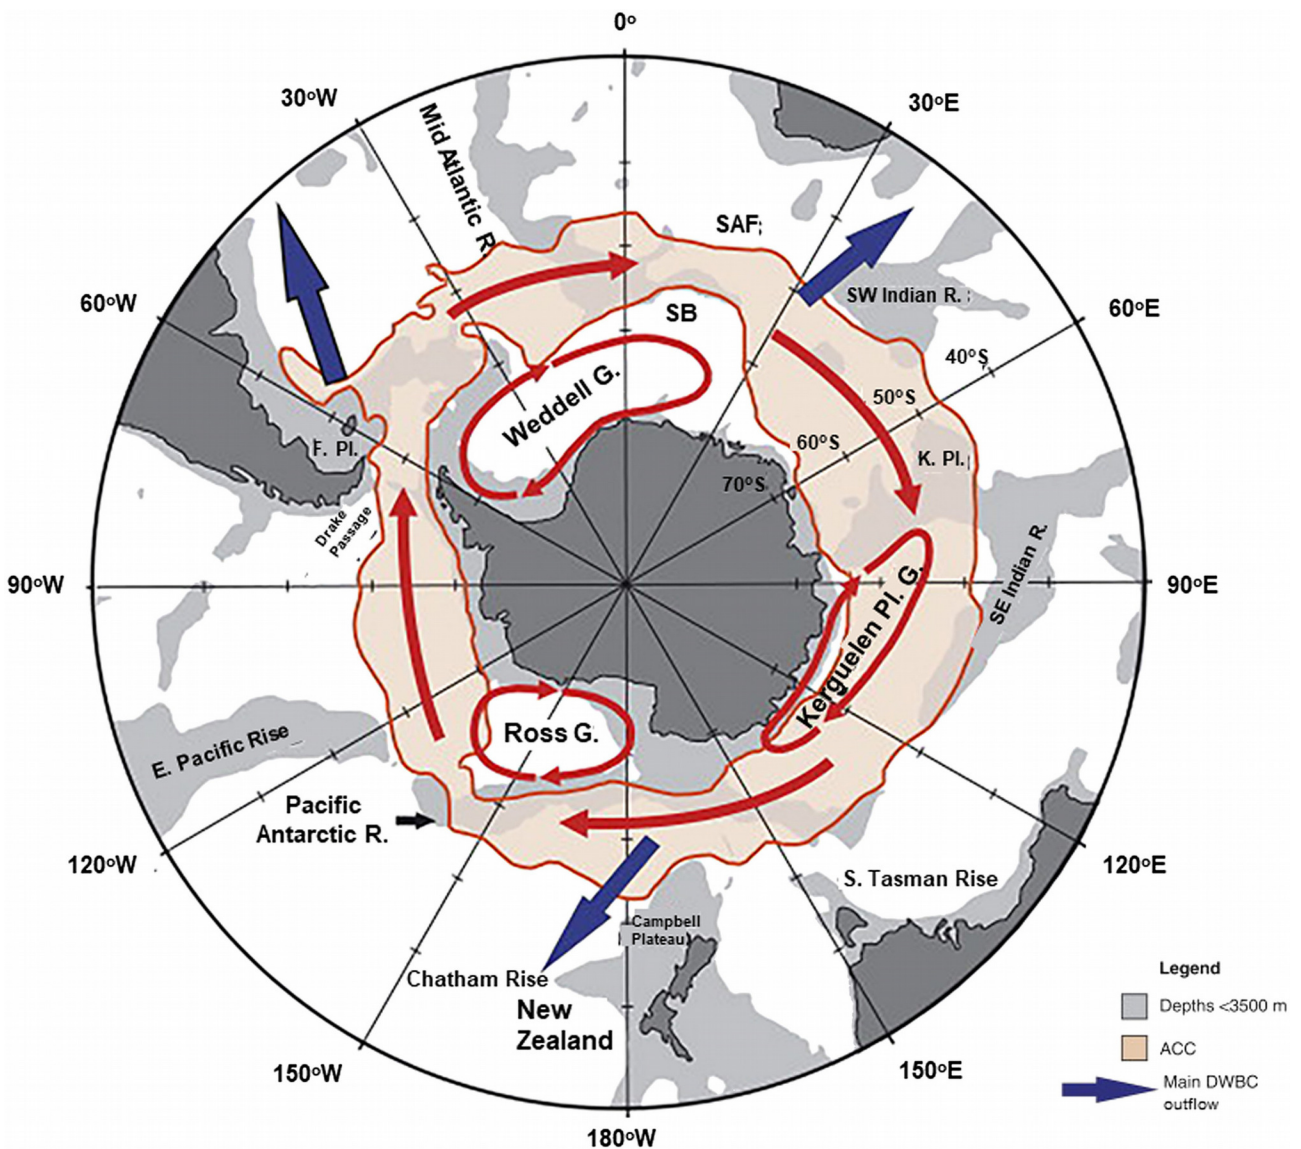 0°
30°W
30°E
Mid Atlantic R.
SAF
60°W
SB
SW Indian R.
60°E
40°S
50°S
Weddell G.
60°S
K. Pl.
F. Pl.
70°S
Drake
Passage
90°W
90°E
SE Indian R.
Kerguelen Pl. G.
Ross G.
E. Pacific Rise
Pacific
Antarctic R.
120°W
120°E
S. Tasman Rise
Campbell
Plateau
Chatham Rise
New
Zealand
150°W
150°E
180°W
Legend
Depths <3500 m
ACC
Main DWBC
outflow